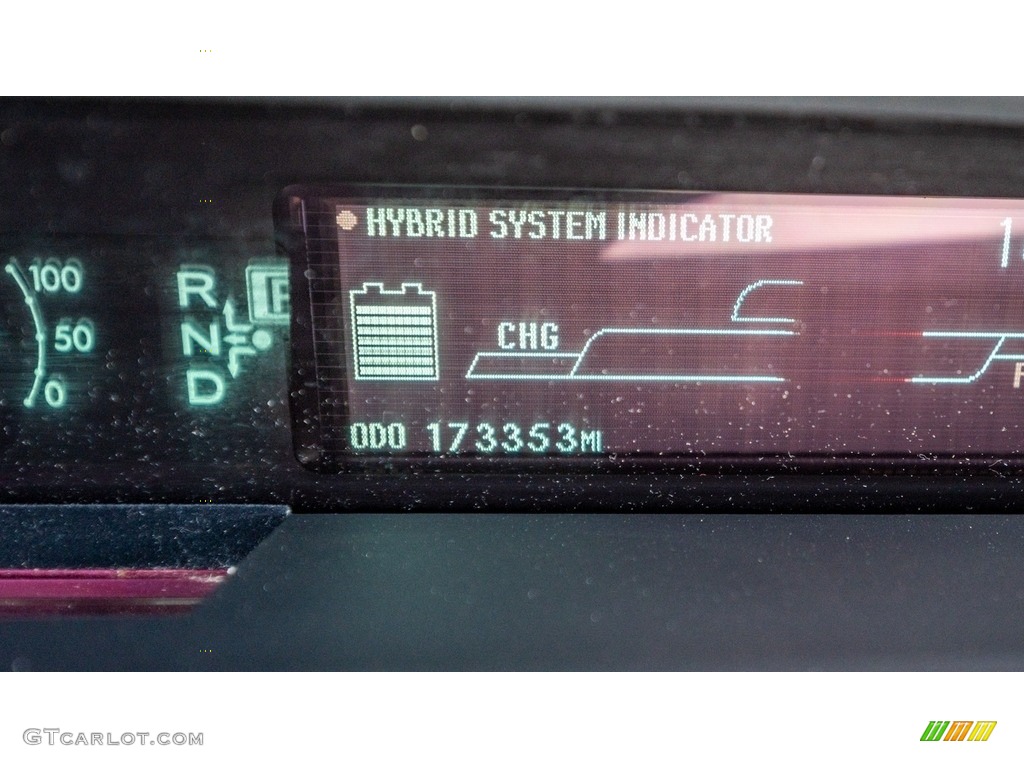 HYBRID SYSTEM INDICATOR
100
50
0
R
N
D
P
CHG
ODO 173353MI
GTCARLOT.COM